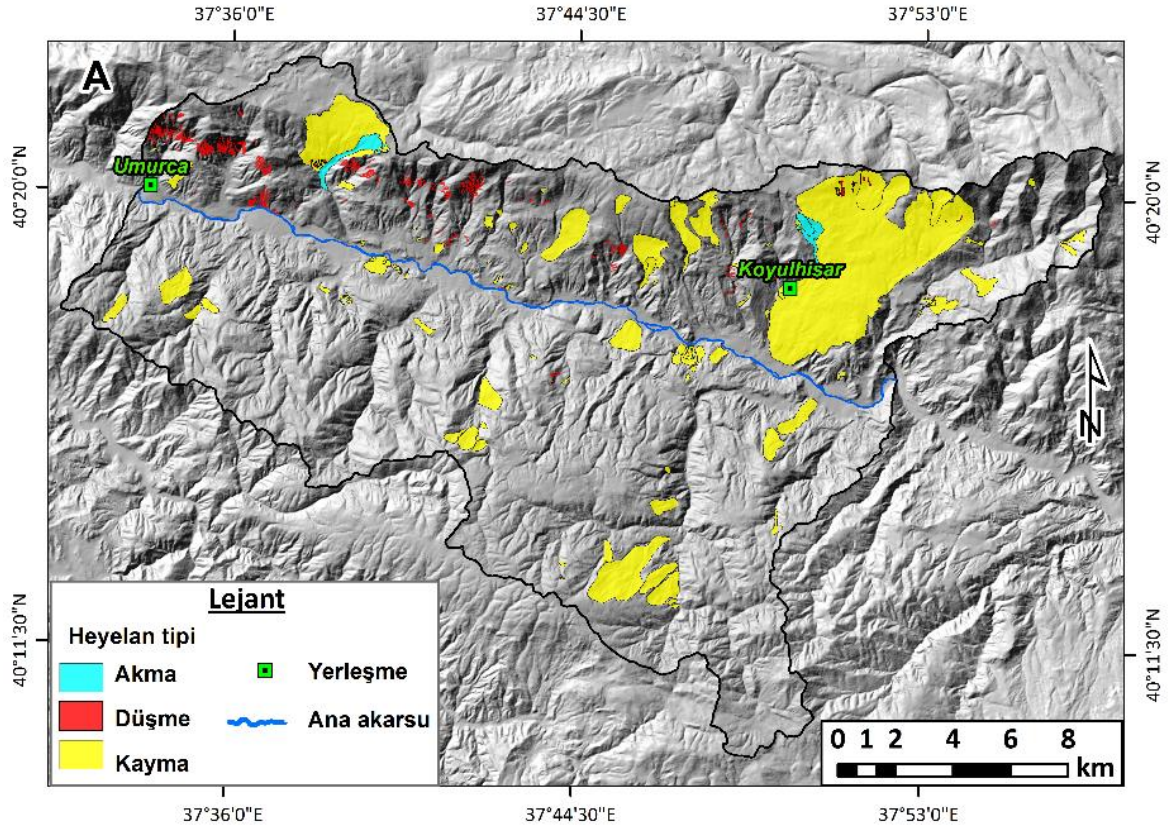 37°36'0"E 37°44'30"E 37°53'0"E
A
40°20'0"N
40°20'0"N
Umurca
Koyulhisar
N
40°11'30"N
40°11'30"N
Lejant
Heyelan tipi
Akma
Yerleşme
Düşme
Ana akarsu
Kayma
0 1 2 4 6 8
km
37°36'0"E 37°44'30"E 37°53'0"E